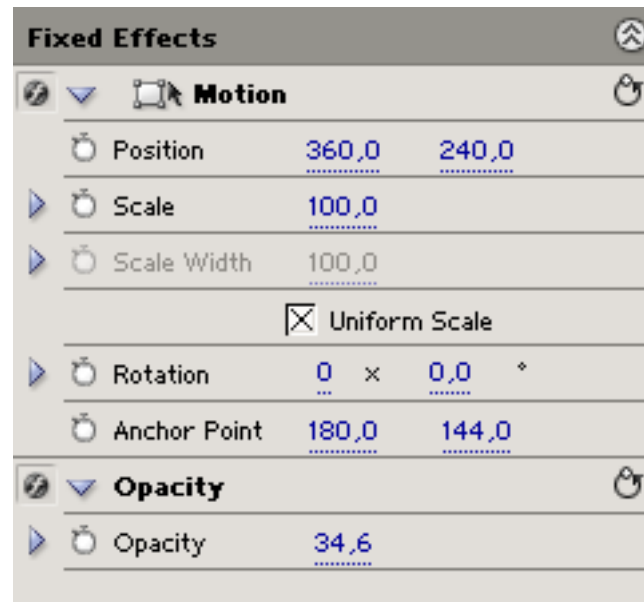 Fixed Effects
Motion
Position 360,0 240,0
Scale 100,0
Scale Width 100,0
Uniform Scale
Rotation 0 × 0,0 °
Anchor Point 180,0 144,0
Opacity
Opacity 34,6